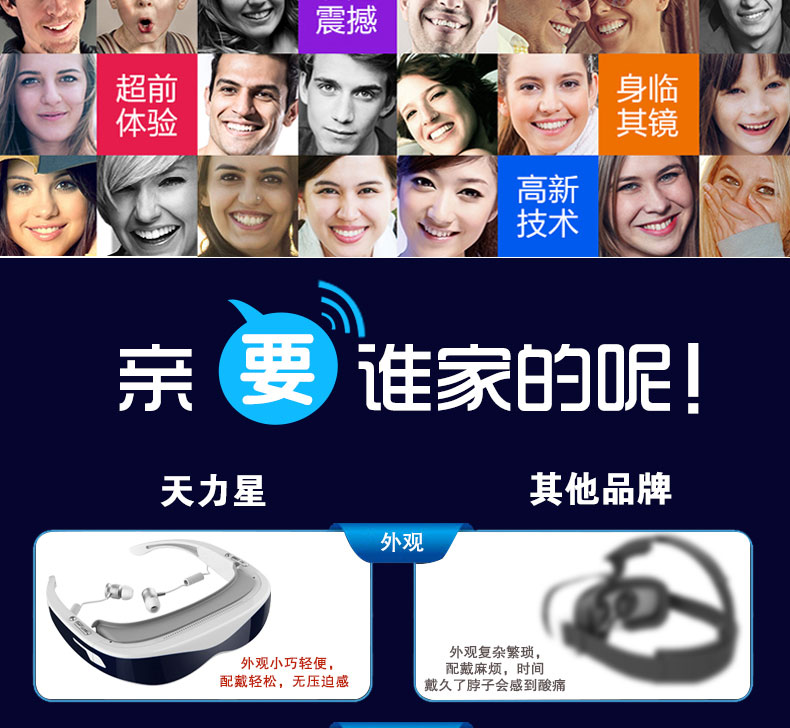 震撼
超前
体验
身临
其镜
高新
技术
亲 要 谁家的呢!
天力星
其他品牌
外观
外观小巧轻便,
配戴轻松,无压迫感
外观复杂繁琐,
配戴麻烦,时间
戴久了脖子会感到酸痛